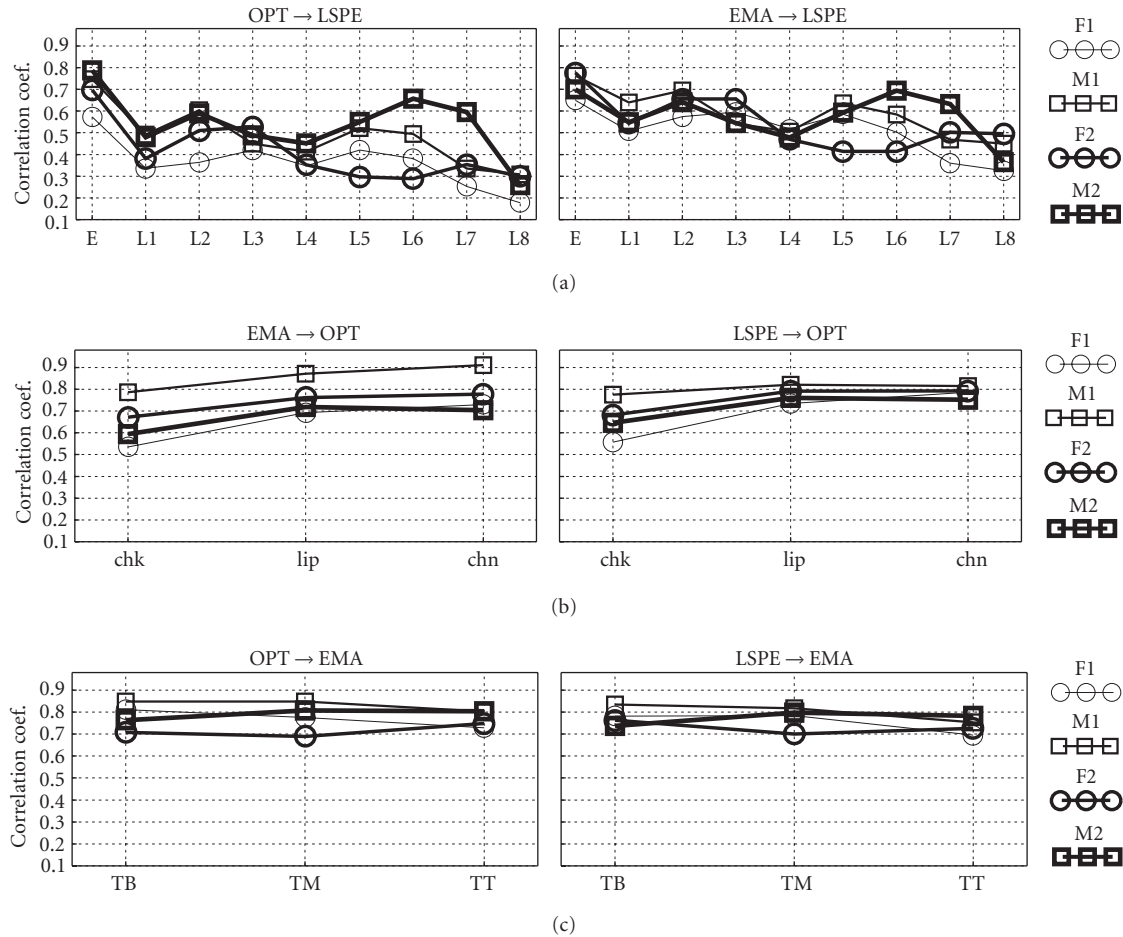 OPT → LSPE
EMA → LSPE
Correlation coef.
0.9
0.8
0.7
0.6
0.5
0.4
0.3
0.2
0.1
E L1 L2 L3 L4 L5 L6 L7 L8
E L1 L2 L3 L4 L5 L6 L7 L8
F1
M1
F2
M2
(a)
EMA → OPT
LSPE → OPT
Correlation coef.
0.9
0.8
0.7
0.6
0.5
0.4
0.3
0.2
0.1
chk lip chn
chk lip chn
F1
M1
F2
M2
(b)
OPT → EMA
LSPE → EMA
Correlation coef.
0.9
0.8
0.7
0.6
0.5
0.4
0.3
0.2
0.1
TB TM TT
TB TM TT
F1
M1
F2
M2
(c)